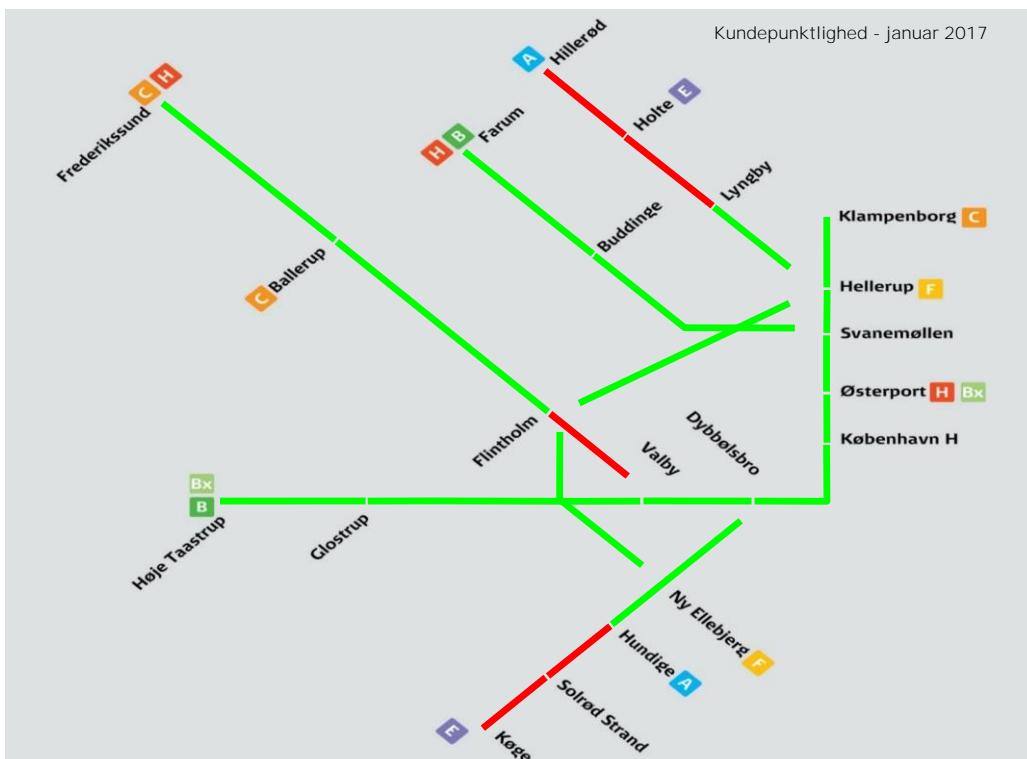 Kundepunktlighed - januar 2017
A
Hillerød
Holte
E
C
H
Frederikssund
H
B
Farum
Lyngby
Klampenborg C
Buddinge
C
Ballerup
Hellerup F
Svanemøllen
Østerport H Bx
København H
Flintholm
Dybbølsbro
Valby
Bx
B
Høje Taastrup
Glostrup
Ny Ellebjerg
F
Hundige
A
Solrød Strand
E
Køge